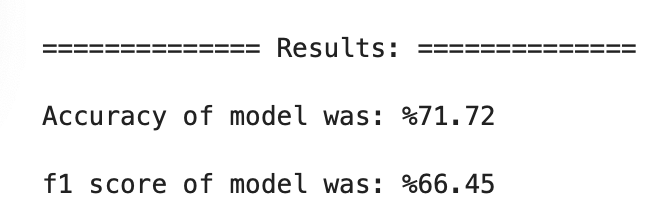 ============== Results: ==============
Accuracy of model was: %71.72
f1 score of model was: %66.45